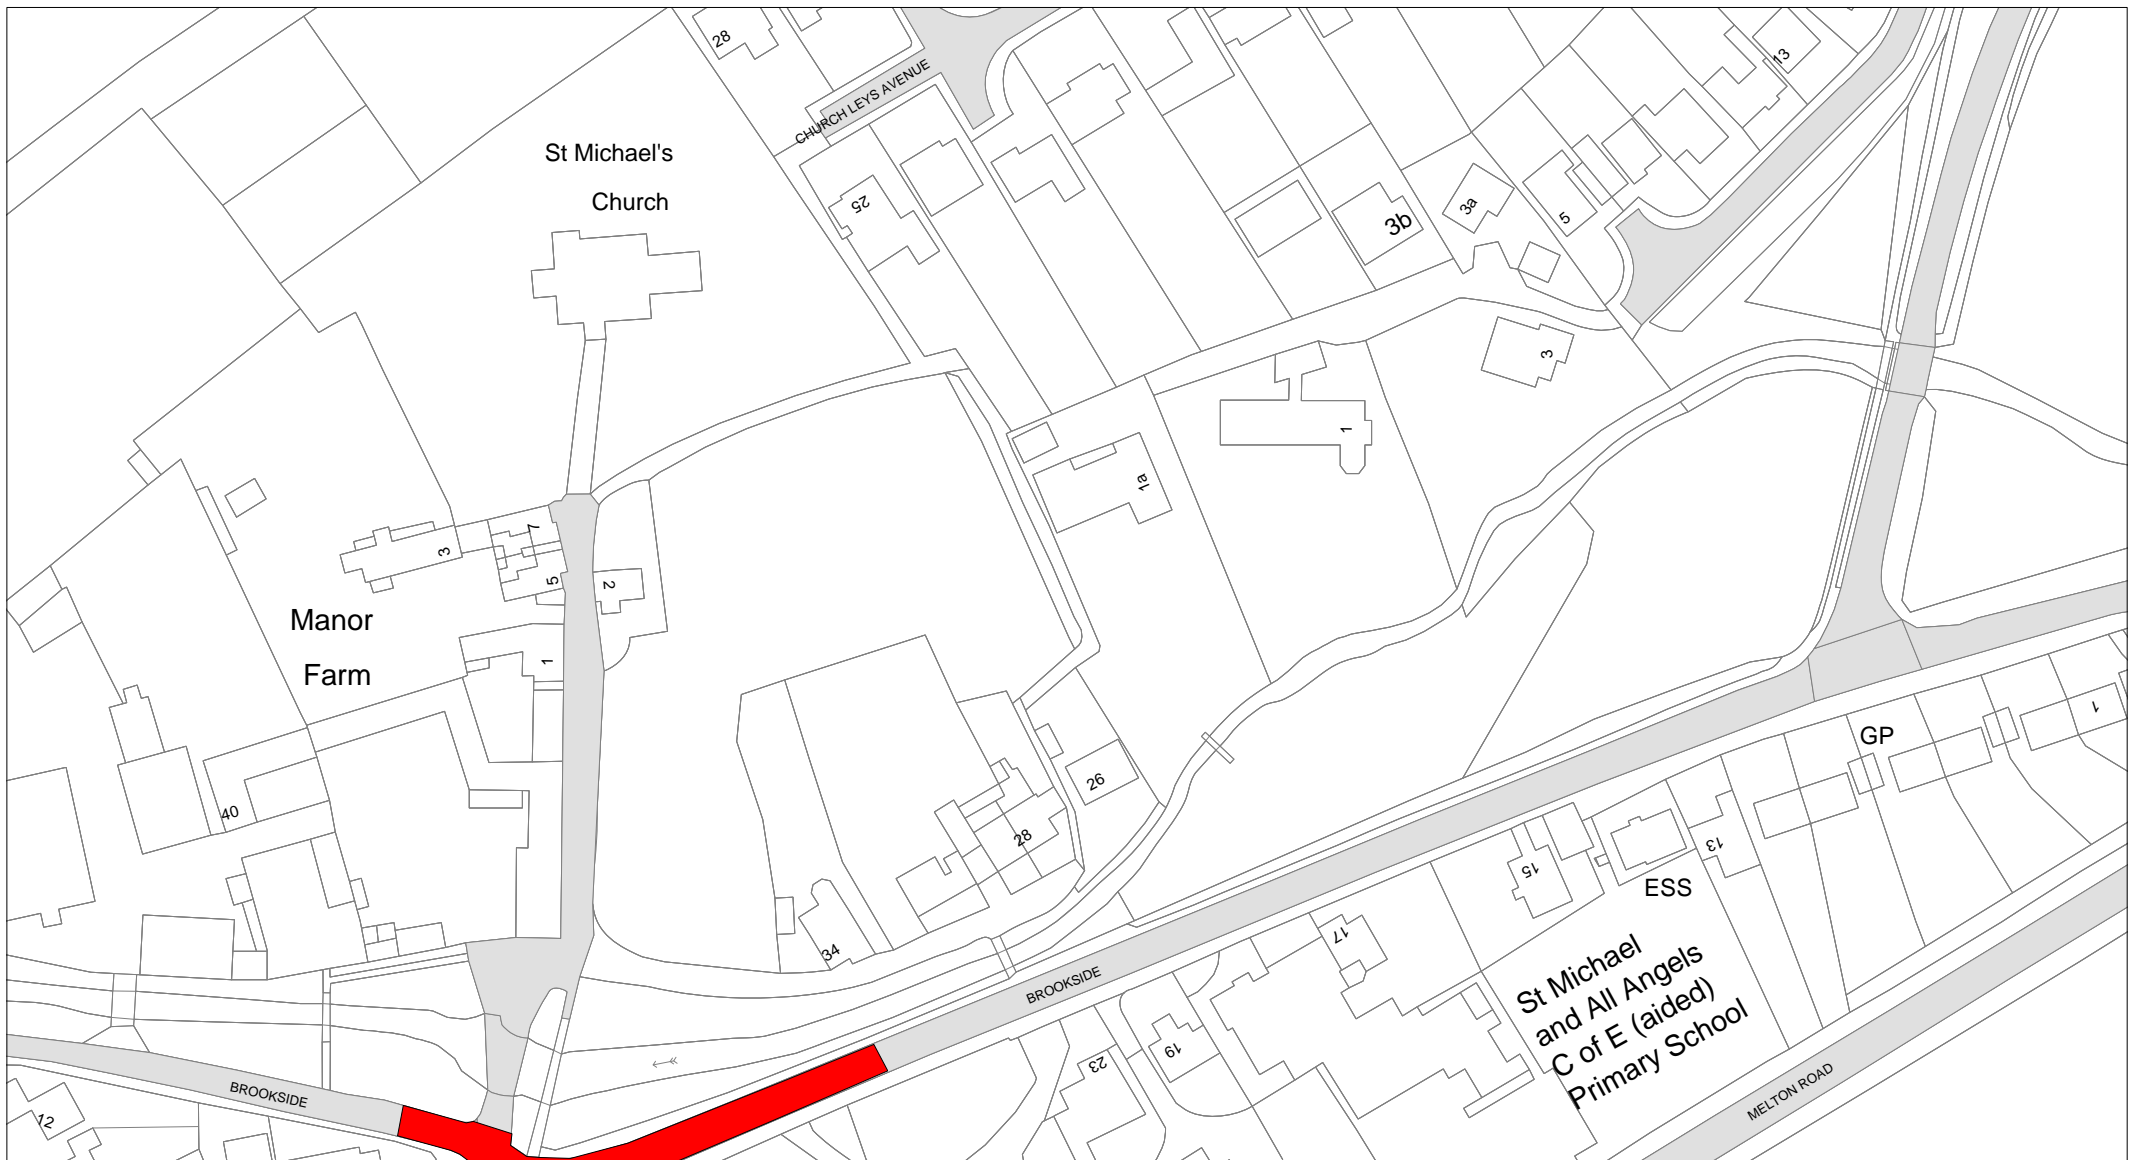 28
CHURCH LEYS AVENUE
13
St Michael's
Church
25
3b
3a
5
3
1
1a
7
3
5
2
Manor
Farm
1
40
26
28
34
GP
1
13
15
ESS
17
St Michael
and All Angels
C of E (aided)
Primary School
BROOKSIDE
19
23
BROOKSIDE
12
MELTON ROAD